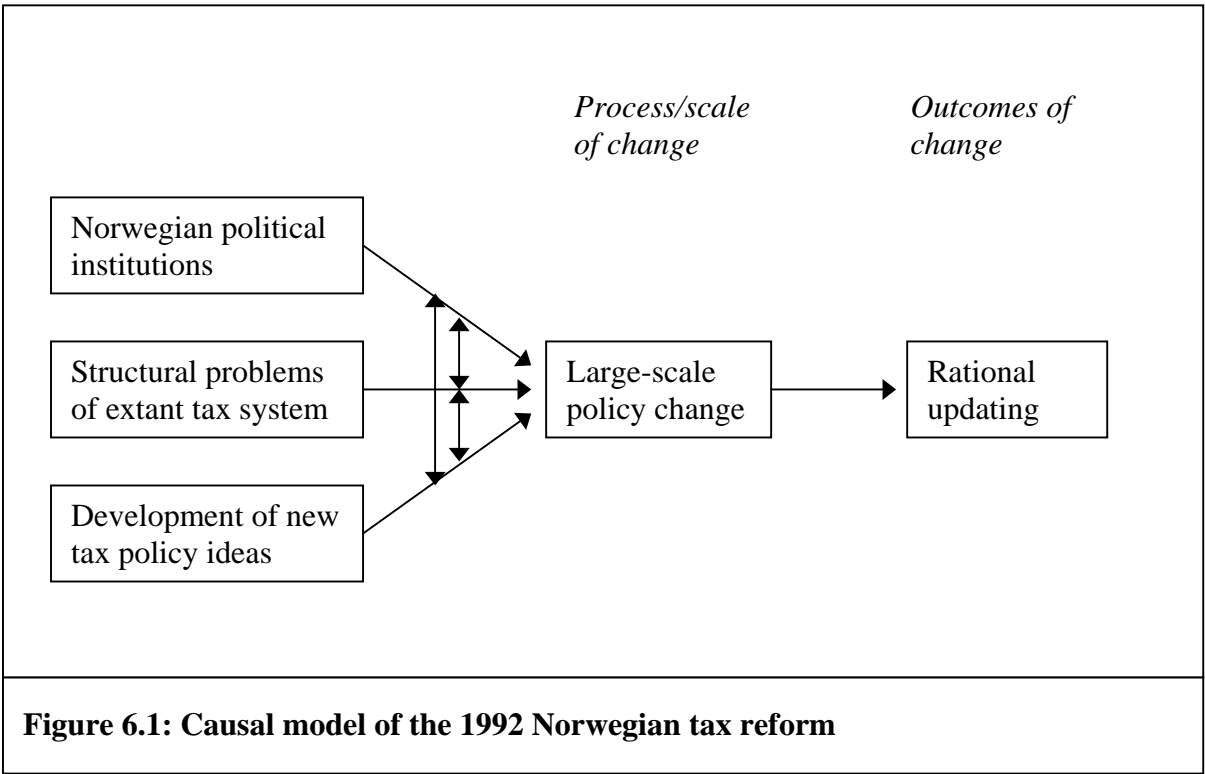 Process/scale
of change
Outcomes of
change
Norwegian political
institutions
Structural problems
of extant tax system
Large-scale
policy change
Rational
updating
Development of new
tax policy ideas
Figure 6.1: Causal model of the 1992 Norwegian tax reform